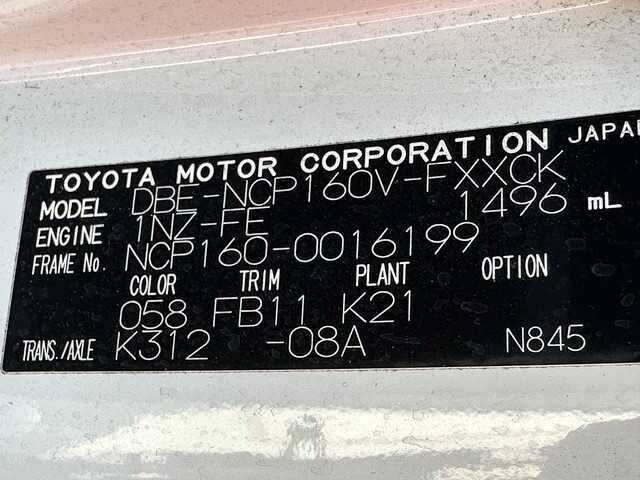 TOYOTA MOTOR CORPORATION JAPAN
MODEL DBE-NCP160V-FXXCK
ENGINE 1NZ-FE 1496 mL
FRAME No. NCP160-0016199
COLOR TRIM PLANT OPTION
058 FB11 K21
TRANS./AXLE K312 -08A N845